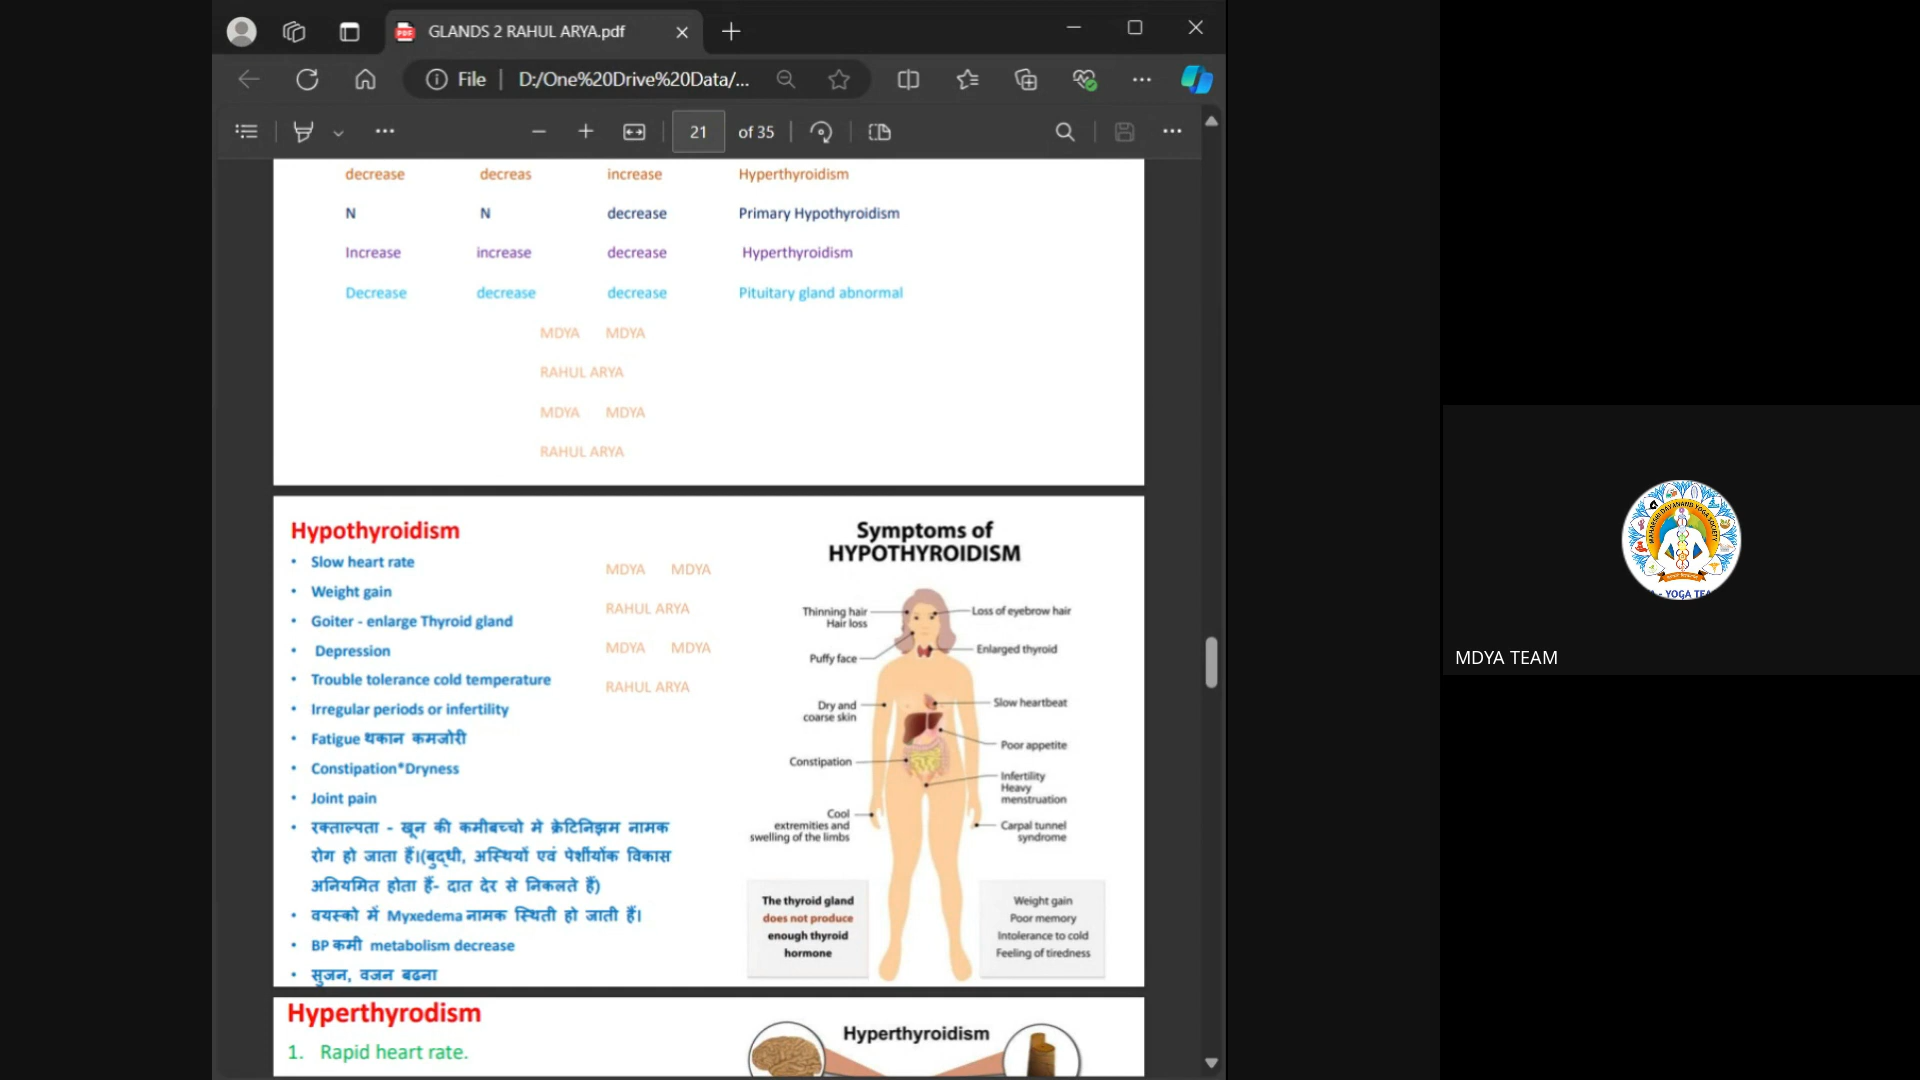 GLANDS 2 RAHUL ARYA.pdf
File D:/One%20Drive%20Data/...
21 of 35
decrease decreas increase Hyperthyroidism
N N decrease Primary Hypothyroidism
Increase increase decrease Hyperthyroidism
Decrease decrease decrease Pituitary gland abnormal
MDYA MDYA
RAHUL ARYA
MDYA MDYA
RAHUL ARYA
Hypothyroidism
• Slow heart rate
• Weight gain
• Goiter - enlarge Thyroid gland
• Depression
• Trouble tolerance cold temperature
• Irregular periods or infertility
• Fatigue थकान कमजोरी
• Constipation*Dryness
• Joint pain
• रक्ताल्पता - खून की कमीबच्चो मे क्रेटिनिझम नामक
रोग हो जाता हैं।(बुद्धी, अस्थियों एवं पेशीयोंक विकास
अनियमित होता हैं- दात देर से निकलते हैं)
• वयस्को में Myxedema नामक स्थिती हो जाती हैं।
• BP कमी metabolism decrease
• सुजन, वजन बढना
MDYA MDYA
RAHUL ARYA
MDYA MDYA
RAHUL ARYA
Symptoms of
HYPOTHYROIDISM
Thinning hair
Hair loss
Loss of eyebrow hair
Puffy face
Enlarged thyroid
Dry and
coarse skin
Slow heartbeat
Poor appetite
Constipation
Infertility
Heavy
menstruation
Cool
extremities and
swelling of the limbs
Carpal tunnel
syndrome
The thyroid gland
does not produce
enough thyroid
hormone
Weight gain
Poor memory
Intolerance to cold
Feeling of tiredness
Hyperthyrodism
1. Rapid heart rate.
Hyperthyroidism
MAHARSHI DAYANAND YOGA SOCIETY
- YOGA TEA
MDYA TEAM